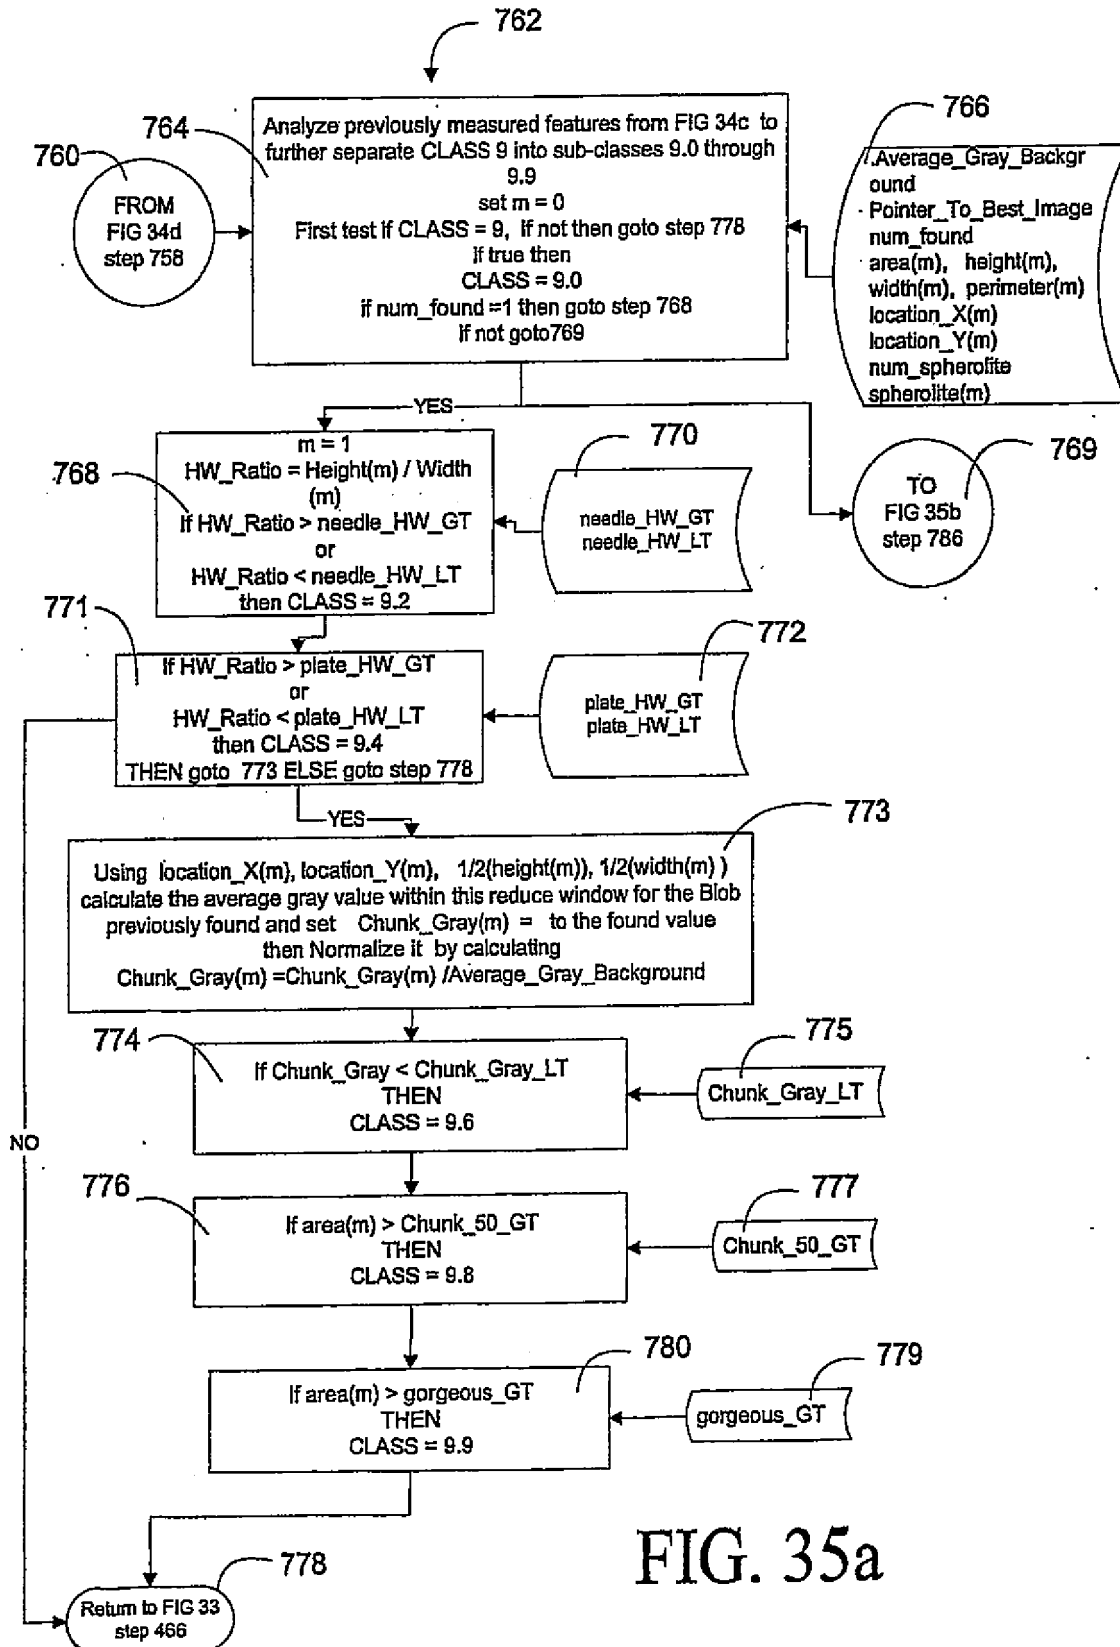 762
764
760
766
Analyze previously measured features from FIG 34c to
further separate CLASS 9 into sub-classes 9.0 through
9.9
set m = 0
First test if CLASS = 9, If not then goto step 778
If true then
CLASS = 9.0
if num_found =1 then goto step 768
If not goto769
FROM
FIG 34d
step 758
.Average_Gray_Backgr
ound
Pointer_To_Best_Image
num_found
area(m), height(m),
width(m), perimeter(m)
location_X(m)
location_Y(m)
num_spherolite
spherolite(m)
YES
768
m = 1
HW_Ratio = Height(m) / Width
(m)
If HW_Ratio > needle_HW_GT
or
HW_Ratio < needle_HW_LT
then CLASS = 9.2
770
needle_HW_GT
needle_HW_LT
769
TO
FIG 35b
step 786
771
If HW_Ratio > plate_HW_GT
or
HW_Ratio < plate_HW_LT
then CLASS = 9.4
THEN goto 773 ELSE goto step 778
772
plate_HW_GT
plate_HW_LT
YES
773
Using location_X(m), location_Y(m), 1/2(height(m)), 1/2(width(m) )
calculate the average gray value within this reduce window for the Blob
previously found and set Chunk_Gray(m) = to the found value
then Normalize it by calculating
Chunk_Gray(m) =Chunk_Gray(m) /Average_Gray_Background
774
If Chunk_Gray < Chunk_Gray_LT
THEN
CLASS = 9.6
775
Chunk_Gray_LT
NO
776
If area(m) > Chunk_50_GT
THEN
CLASS = 9.8
777
Chunk_50_GT
780
If area(m) > gorgeous_GT
THEN
CLASS = 9.9
779
gorgeous_GT
778
Return to FIG 33
step 466
FIG. 35a